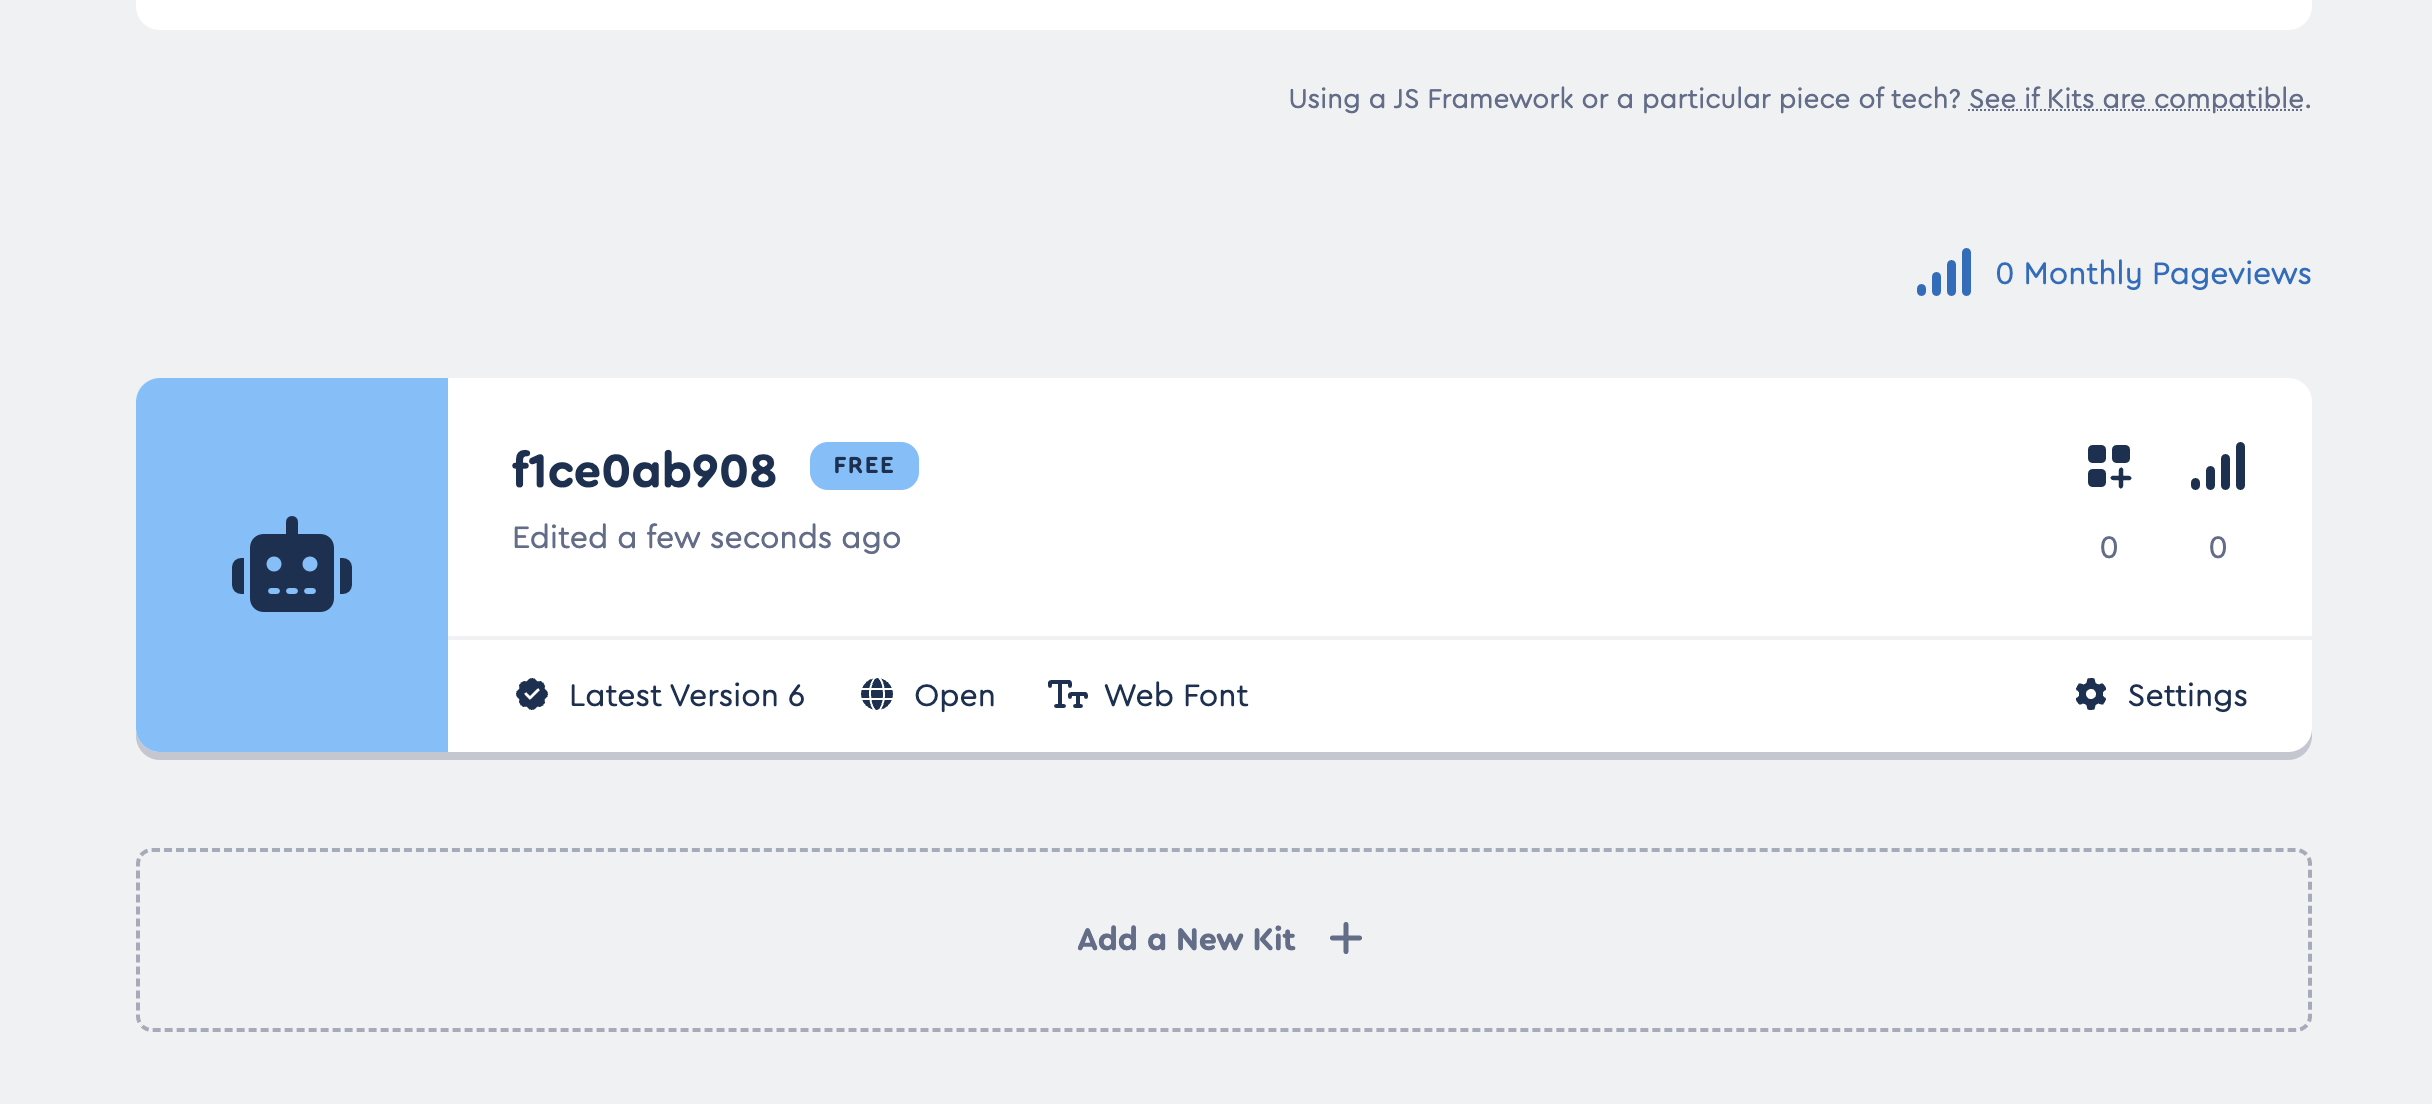 Using a JS Framework or a particular piece of tech? See if Kits are compatible.
0 Monthly Pageviews
f1ce0ab908 FREE
Edited a few seconds ago
0 0
Latest Version 6 Open Web Font Settings
Add a New Kit